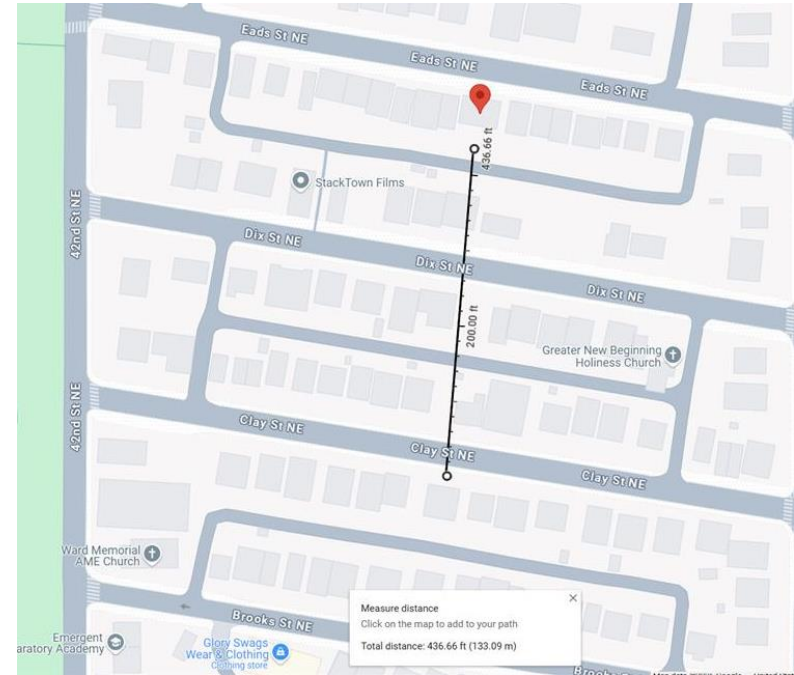 Eads St NE
Eads St NE
Eads St NE
436.66 ft
StackTown Films
42nd St NE
Dix St NE
Dix St NE
Dix St NE
200.00 ft
Greater New Beginning
Holiness Church
42nd St NE
Clay St NE
Clay St NE
Clay St NE
Ward Memorial
AME Church
Brooks St NE
Emergent
aratory Academy
Glory Swags
Wear & Clothing
Clothing store
Measure distance
Click on the map to add to your path
Total distance: 436.66 ft (133.09 m)